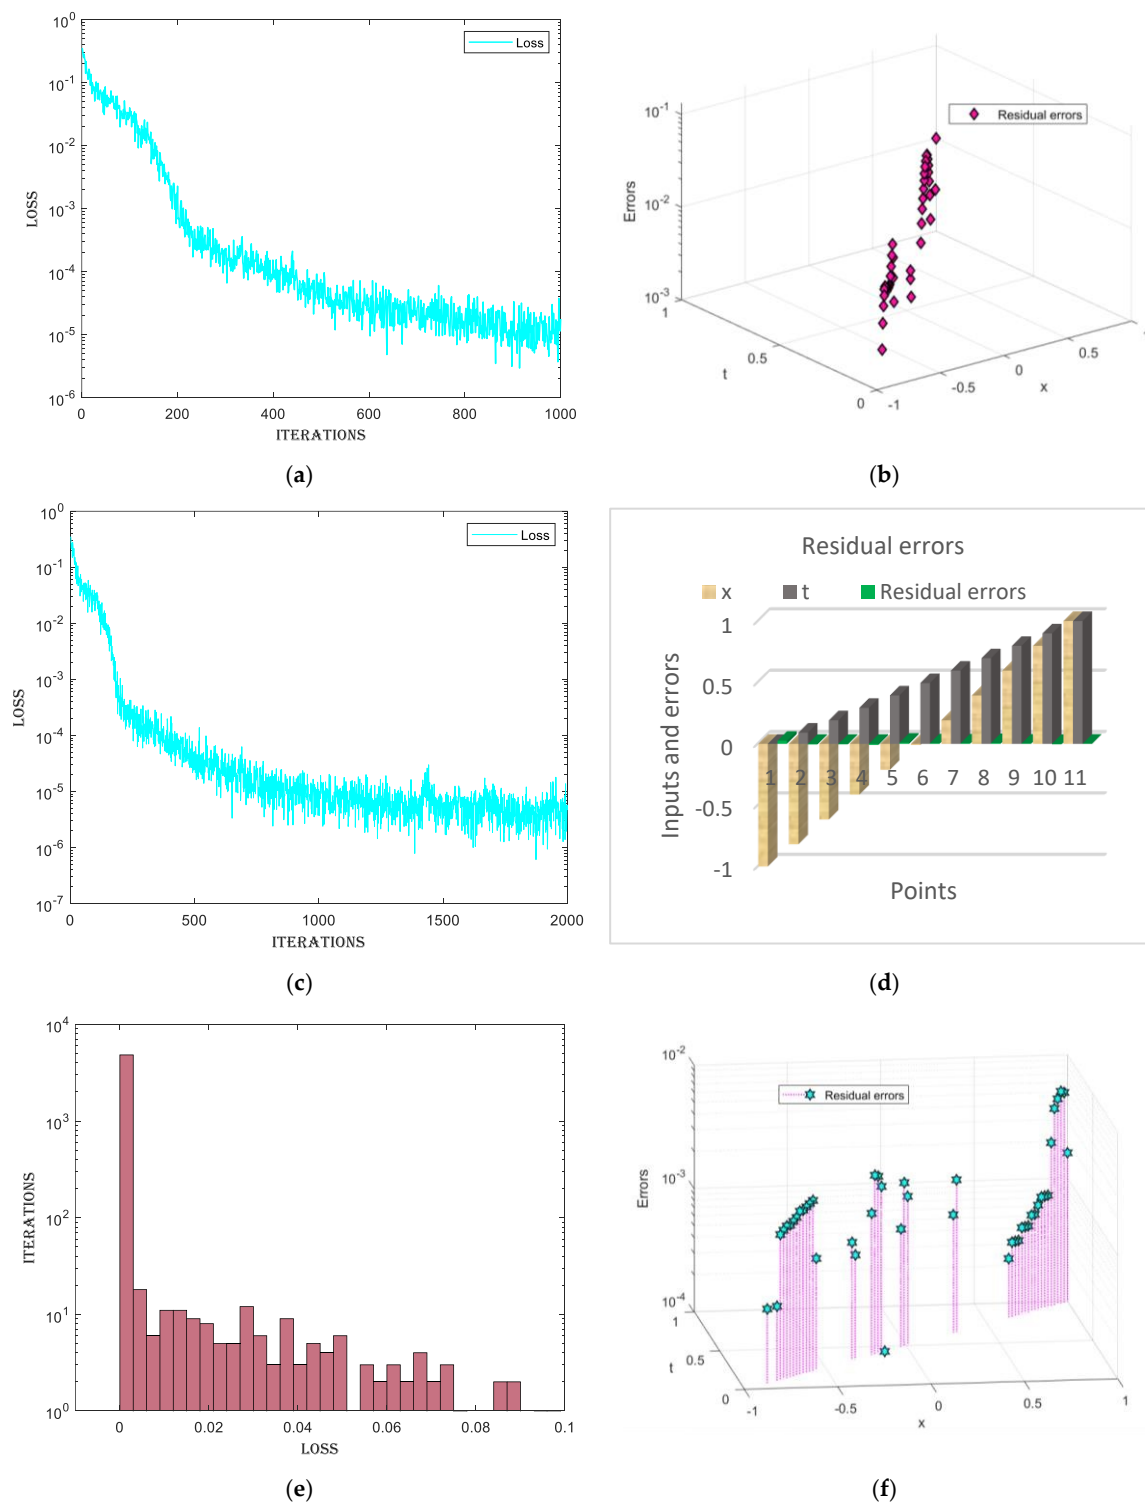 10^0
10^-1
10^-2
10^-3
10^-4
10^-5
10^-6
LOSS
Loss
0 200 400 600 800 1000
ITERATIONS
(a)
10^-1
10^-2
10^-3
Errors
Residual errors
1
0.5
0
t
-1 -0.5 0 0.5
x
(b)
10^0
10^-1
10^-2
10^-3
10^-4
10^-5
10^-6
10^-7
LOSS
Loss
0 500 1000 1500 2000
ITERATIONS
(c)
Residual errors
x t Residual errors
1
0.5
0
-0.5
-1
Inputs and errors
1 2 3 4 5 6 7 8 9 10 11
Points
(d)
10^4
10^3
10^2
10^1
10^0
ITERATIONS
0 0.02 0.04 0.06 0.08 0.1
LOSS
(e)
10^-2
10^-3
10^-4
Errors
Residual errors
1
0.5
0
t
-1 -0.5 0 0.5 1
x
(f)